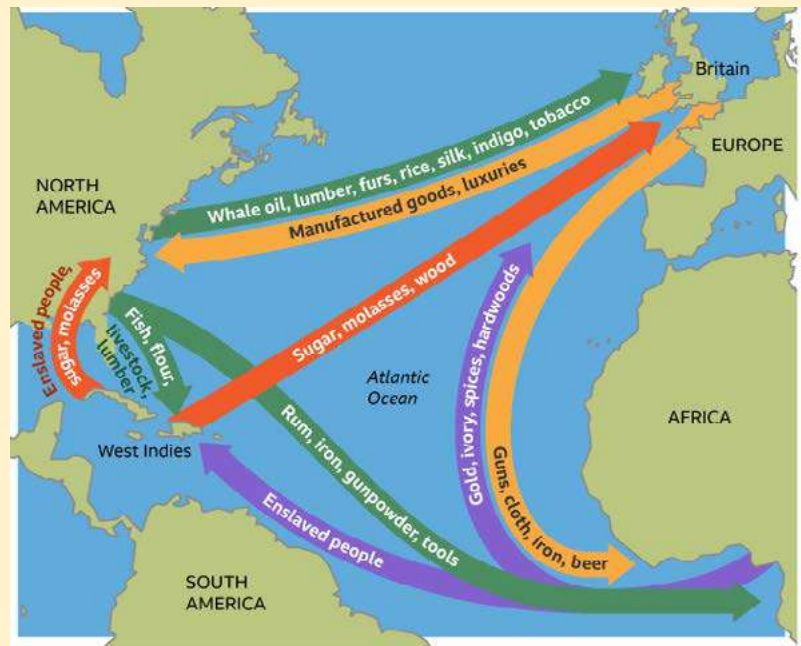 Britain
EUROPE
NORTH
AMERICA
Whale oil, lumber, furs, rice, silk, indigo, tobacco
Manufactured goods, luxuries
Enslaved people,
sugar, molasses
Fish, flour,
livestock,
lumber
Sugar, molasses, wood
Gold, ivory, spices, hardwoods
Atlantic
Ocean
AFRICA
West Indies
Rum, iron, gunpowder, tools
Guns, cloth, iron, beer
Enslaved people
SOUTH
AMERICA